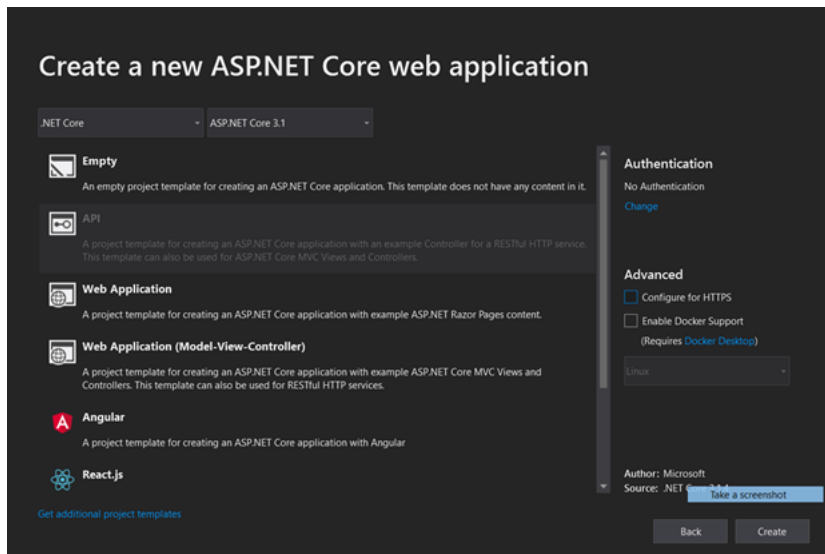 Create a new ASP.NET Core web application
.NET Core
ASP.NET Core 3.1
Empty
An empty project template for creating an ASP.NET Core application. This template does not have any content in it.
API
A project template for creating an ASP.NET Core application with an example Controller for a RESTful HTTP service.
This template can also be used for ASP.NET Core MVC Views and Controllers.
Web Application
A project template for creating an ASP.NET Core application with example ASP.NET Razor Pages content.
Web Application (Model-View-Controller)
A project template for creating an ASP.NET Core application with example ASP.NET Core MVC Views and
Controllers. This template can also be used for RESTful HTTP services.
Angular
A project template for creating an ASP.NET Core application with Angular
React.js
Get additional project templates
Authentication
No Authentication
Change
Advanced
Configure for HTTPS
Enable Docker Support
(Requires Docker Desktop)
Linux
Author: Microsoft
Source: .NET
Take a screenshot
Back
Create